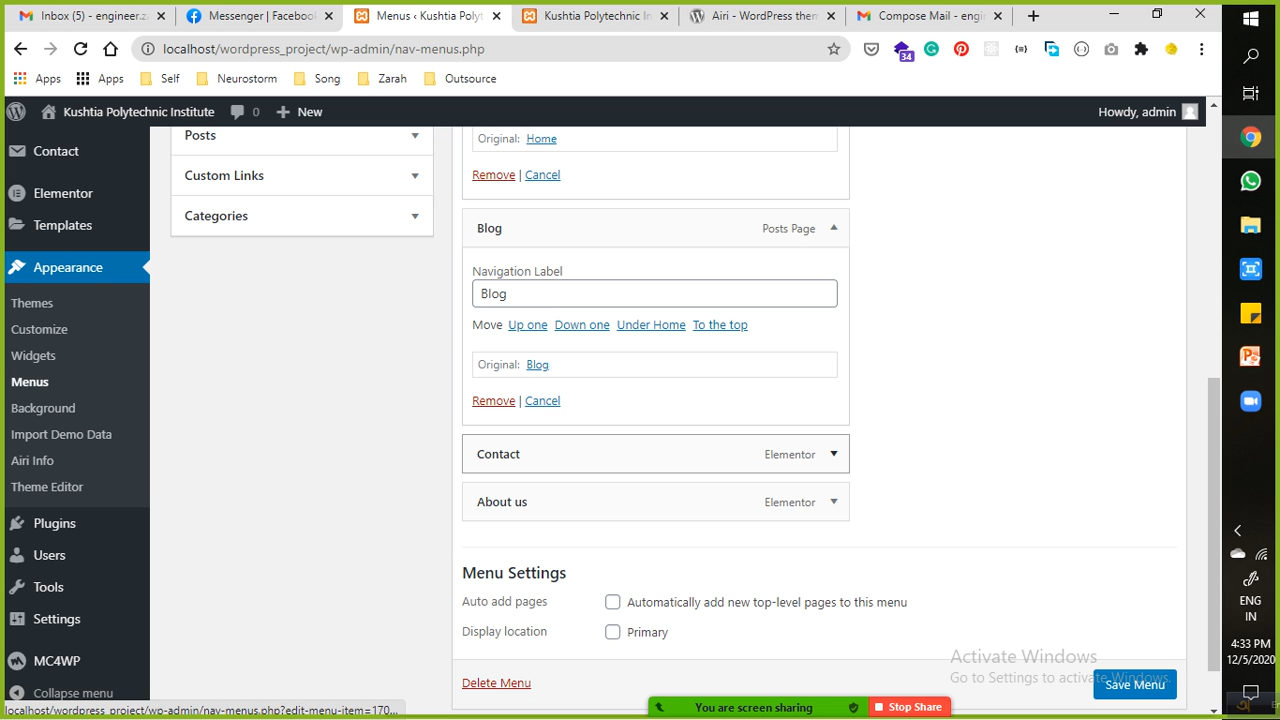 Inbox (5) - engineer.z
Messenger | Facebook
Menus ‹ Kushtia Polyt
Kushtia Polytechnic In
Airi - WordPress them
Compose Mail - engi
localhost/wordpress_project/wp-admin/nav-menus.php
34
Apps
Apps
Self
Neurostorm
Song
Zarah
Outsource
Kushtia Polytechnic Institute
0
New
Howdy, admin
Contact
Elementor
Templates
Appearance
Themes
Customize
Widgets
Menus
Background
Import Demo Data
Airi Info
Theme Editor
Plugins
Users
Tools
Settings
MC4WP
Collapse menu
localhost/wordpress_project/wp-admin/nav-menus.php?edit-menu-item=170...
Posts
Custom Links
Categories
Original: Home
Remove | Cancel
Blog Posts Page
Navigation Label
Blog
Move Up one Down one Under Home To the top
Original: Blog
Remove | Cancel
Contact Elementor
About us Elementor
Menu Settings
Auto add pages Automatically add new top-level pages to this menu
Display location Primary
Activate Windows
Go to Settings to activate Windows.
Delete Menu
Save Menu
You are screen sharing Stop Share
ENG
IN
4:33 PM
12/5/2020